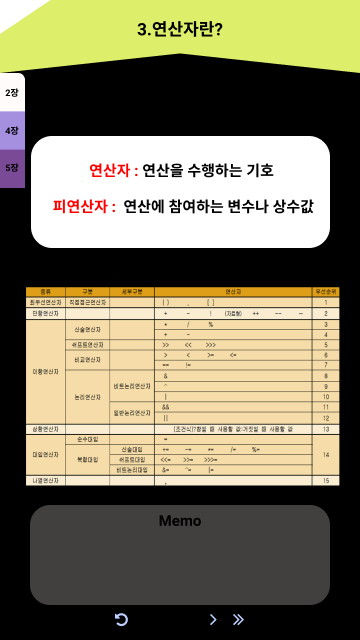 3.연산자란?
2장
4장
5장
연산자 : 연산을 수행하는 기호
피연산자 : 연산에 참여하는 변수나 상수값
종류 구분 세부구분 연산자 우선순위
최우선연산자 직접접근연산자 ( ) , [ ] 1
단항연산자 + - ! (자료형) ++ -- ~ 2
이항연산자 산술연산자 * / % 3
+ - 4
쉬프트연산자 >> << >>> 5
비교연산자 > < >= <= 6
== != 7
논리연산자 비트논리연산자 & 8
^ 9
| 10
일반논리연산자 && 11
|| 12
삼항연산자 (조건식)?참일 때 사용할 값:거짓일 때 사용할 값 13
대입연산자 순수대입 = 14
복합대입 산술대입 += -= *= /= %=
쉬프트대입 <<= >>= >>>=
비트논리대입 &= ^= |=
나열연산자 , 15
Memo